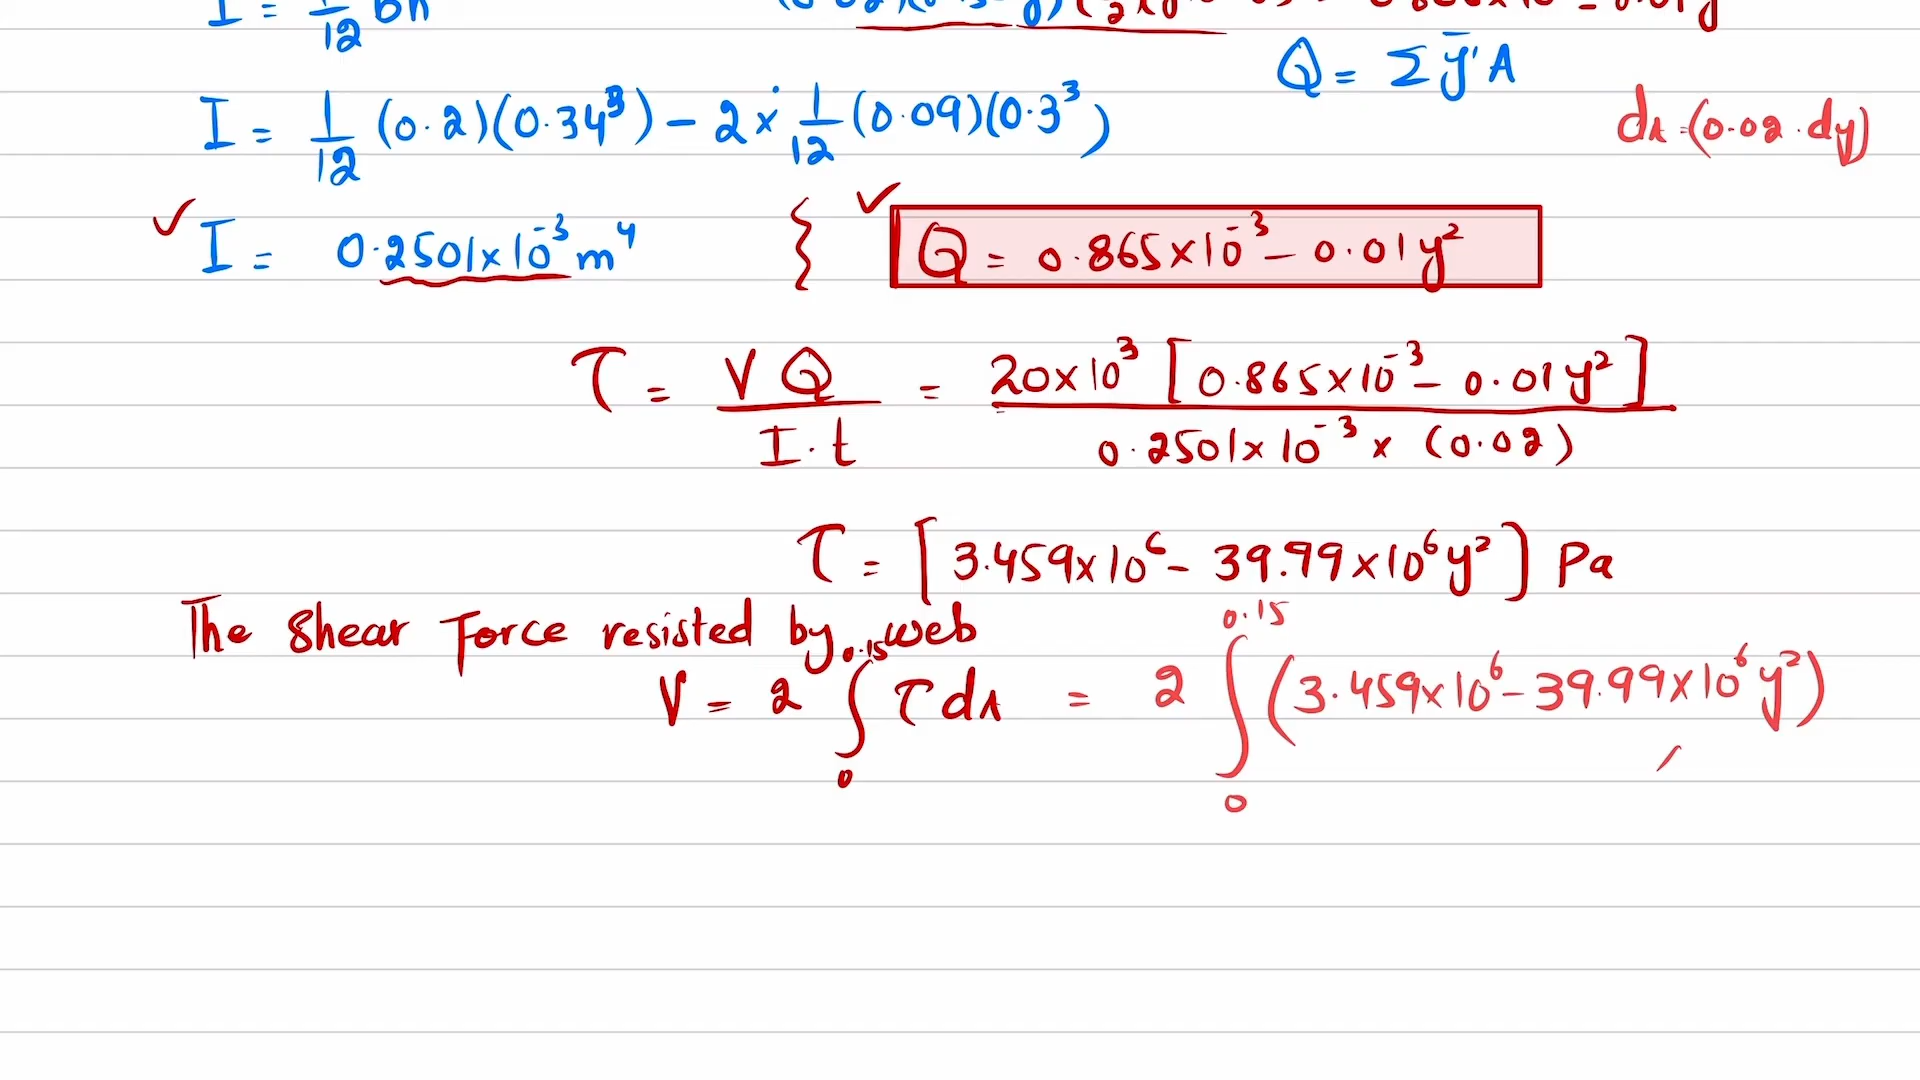 I = 1/12 bh
Q = Σ ȳ'A
I = 1/12 (0.2)(0.34³) - 2 × 1/12 (0.09)(0.3³)
dA = (0.02 . dy)
✓ I = 0.2501×10⁻³ m⁴
✓ Q = 0.865×10⁻³ - 0.01y²
τ = VQ / I.t = 20×10³ [0.865×10⁻³ - 0.01y²] / 0.2501×10⁻³ × (0.02)
τ = [3.459×10⁶ - 39.99×10⁶y²] Pa
The Shear Force resisted by web
V = 2 ∫₀^0.15 τ dA = 2 ∫₀^0.15 (3.459×10⁶ - 39.99×10⁶y²)